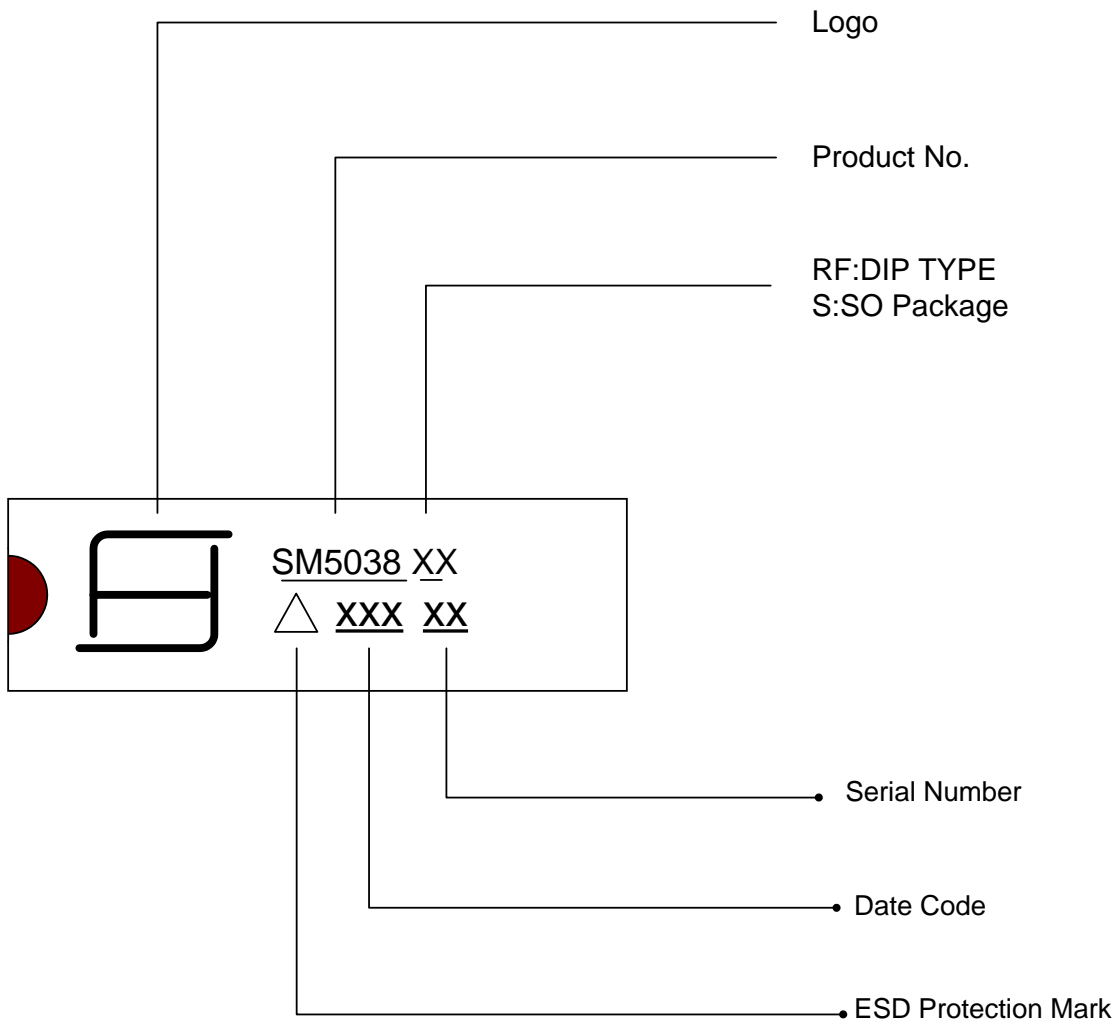 Logo
Product No.
RF:DIP TYPE
S:SO Package
SM5038 XX
XXX XX
Serial Number
Date Code
ESD Protection Mark